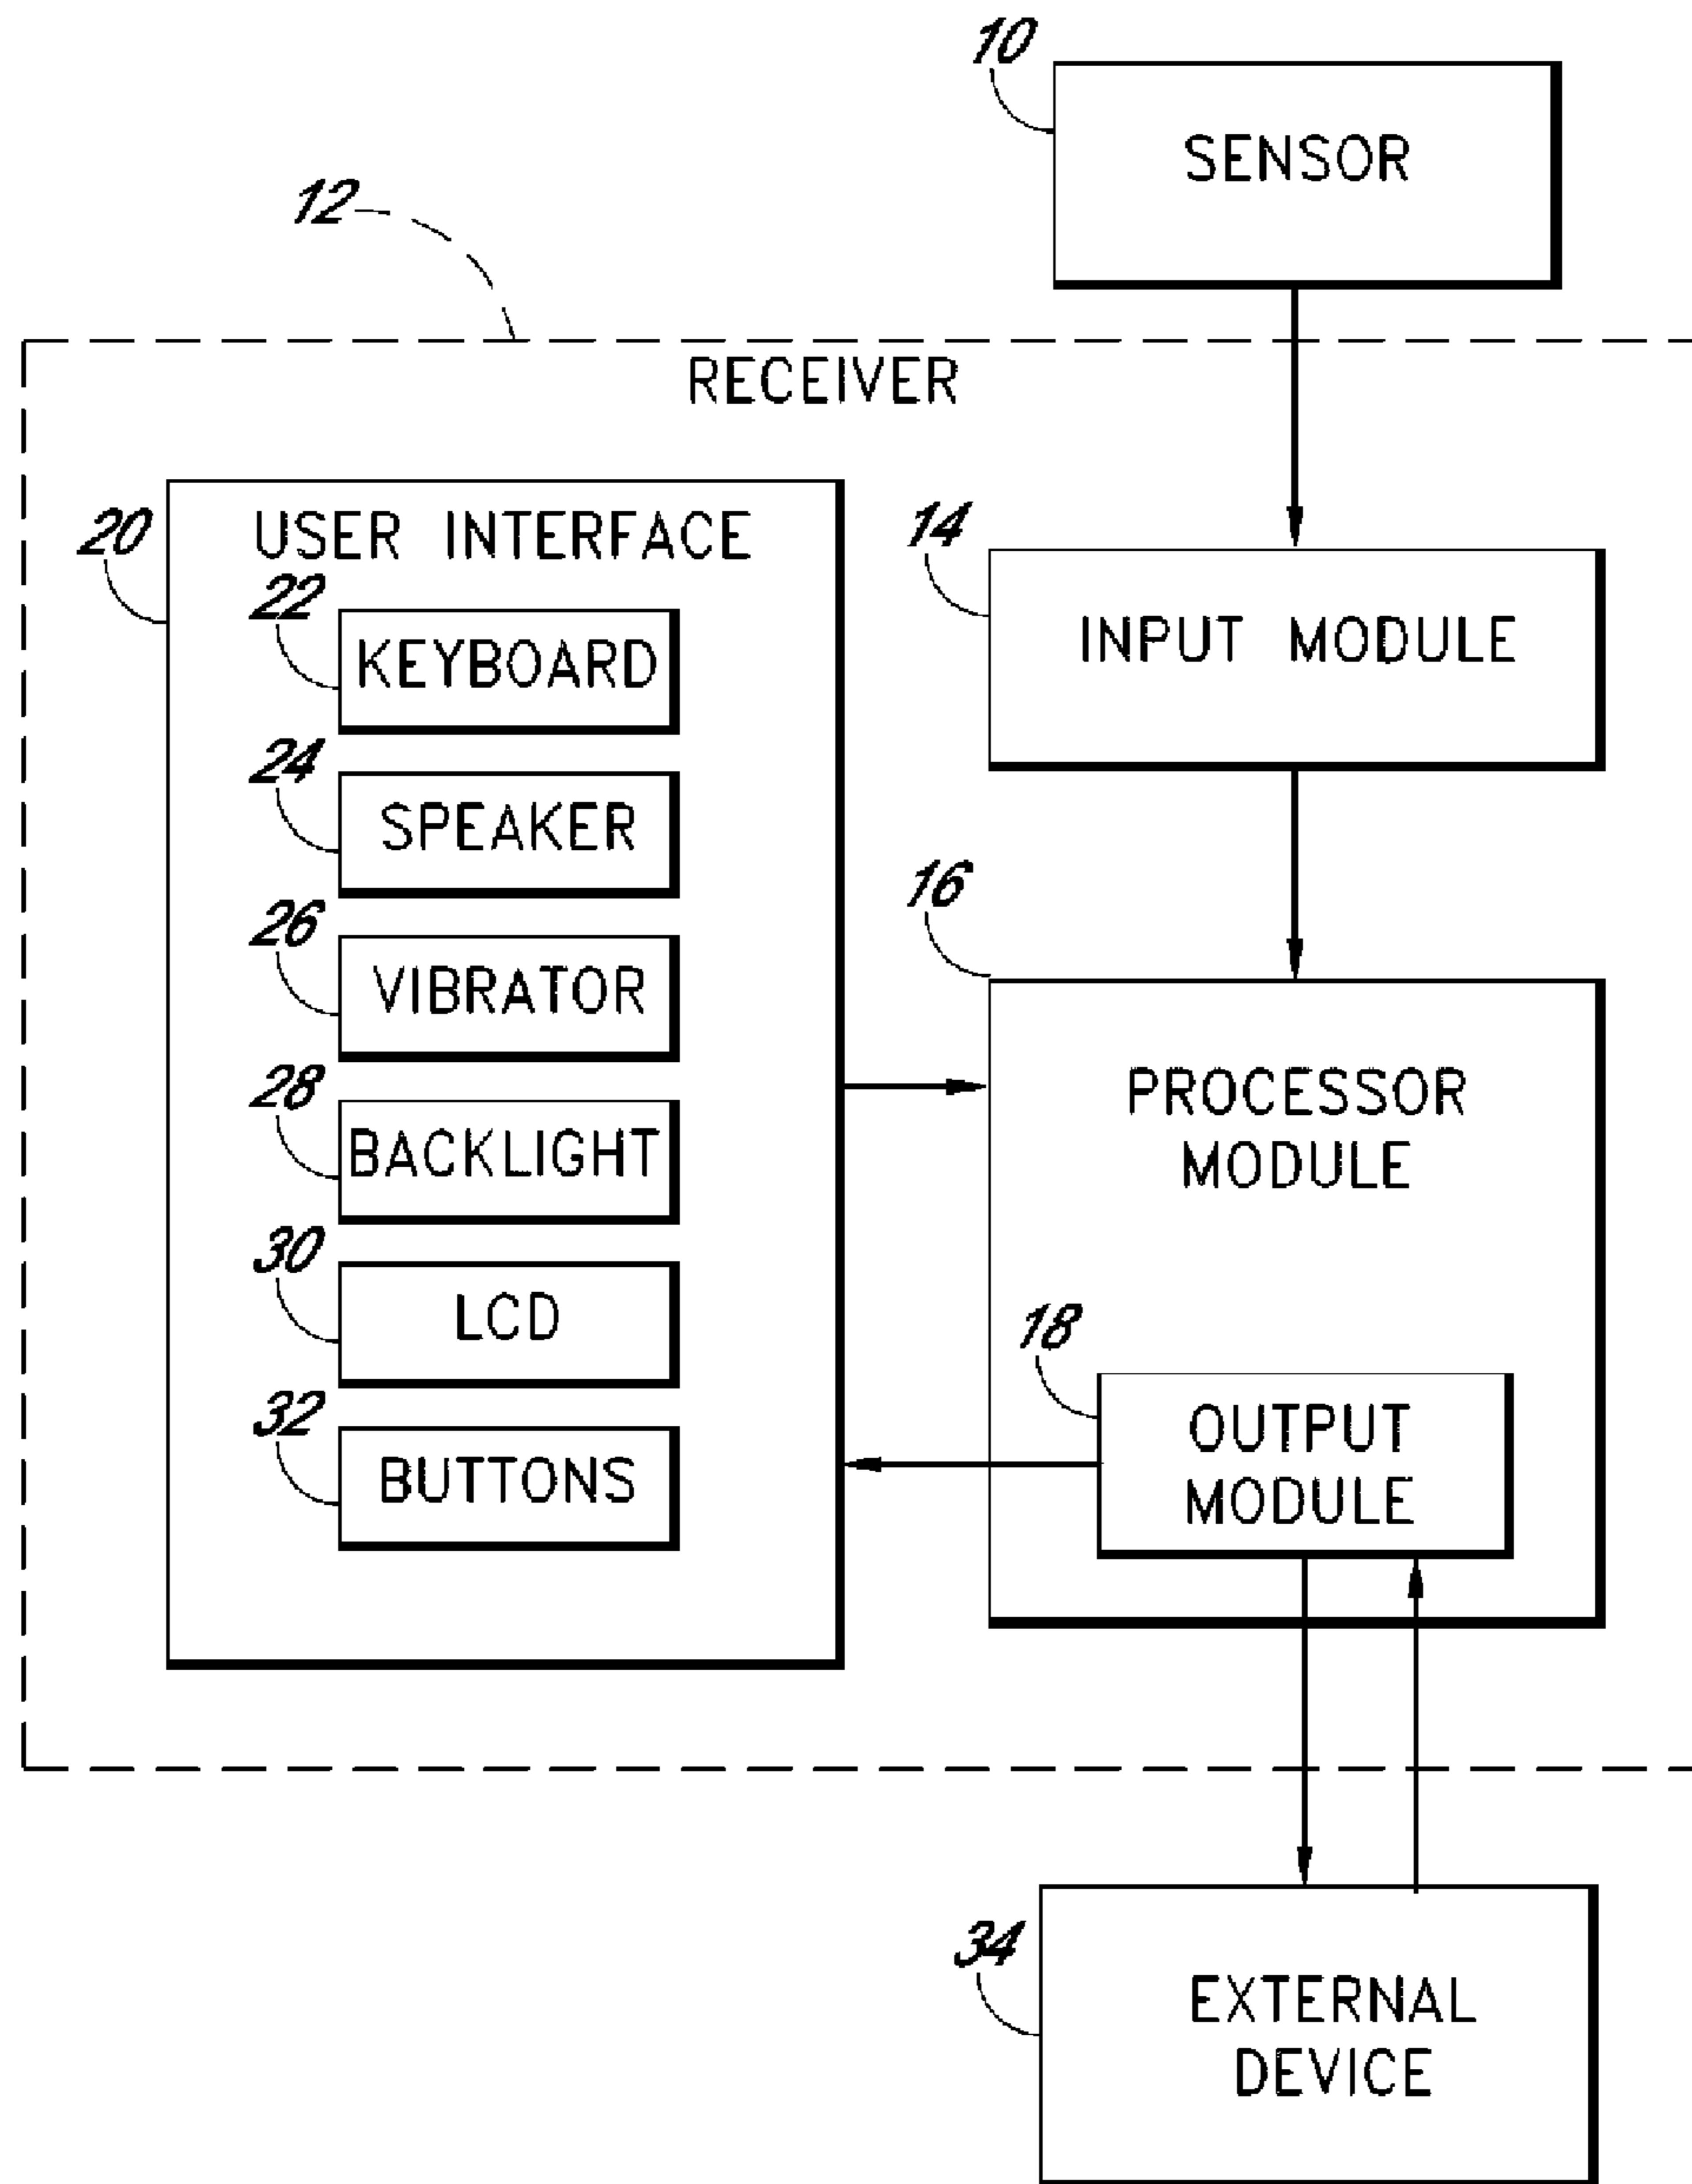 10
SENSOR
12
RECEIVER
20
USER INTERFACE
22
KEYBOARD
24
SPEAKER
26
VIBRATOR
28
BACKLIGHT
30
LCD
32
BUTTONS
14
INPUT MODULE
16
PROCESSOR
MODULE
18
OUTPUT
MODULE
34
EXTERNAL
DEVICE